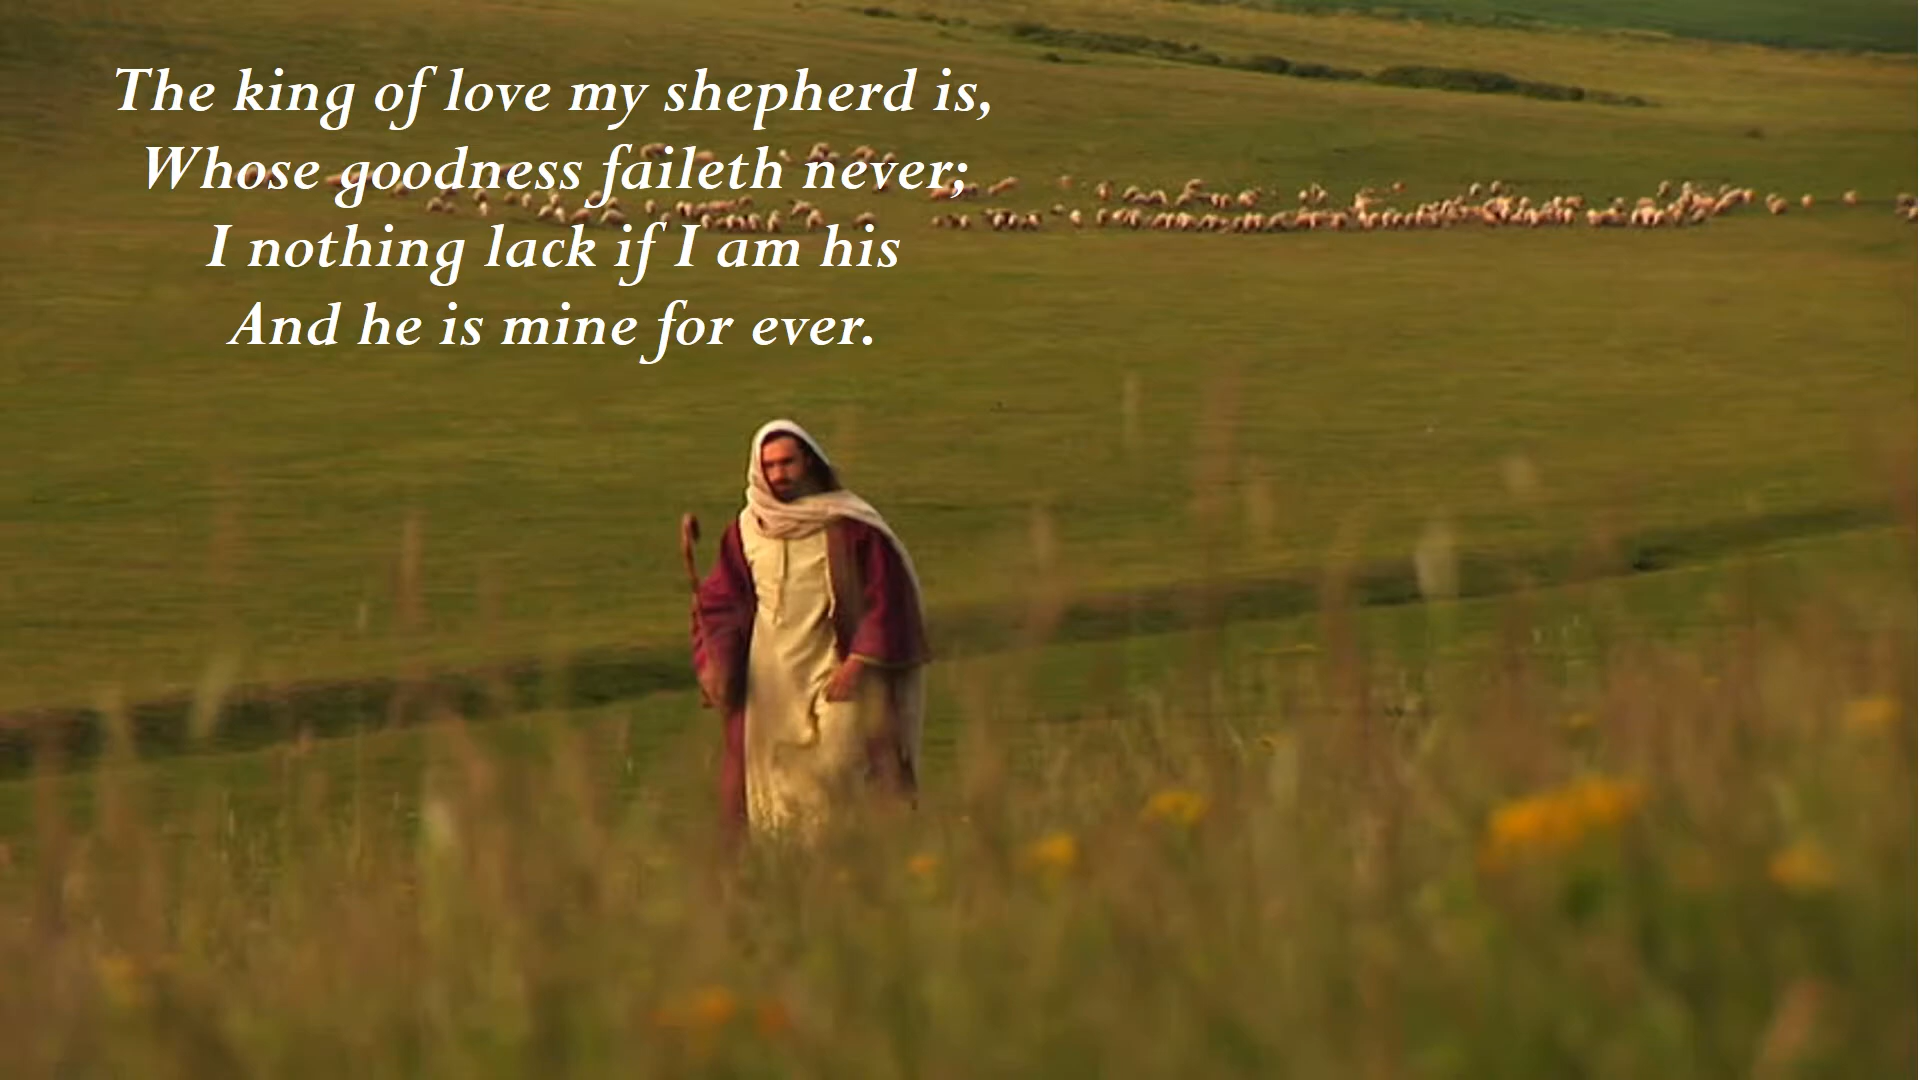 The king of love my shepherd is,
Whose goodness faileth never;
I nothing lack if I am his
And he is mine for ever.